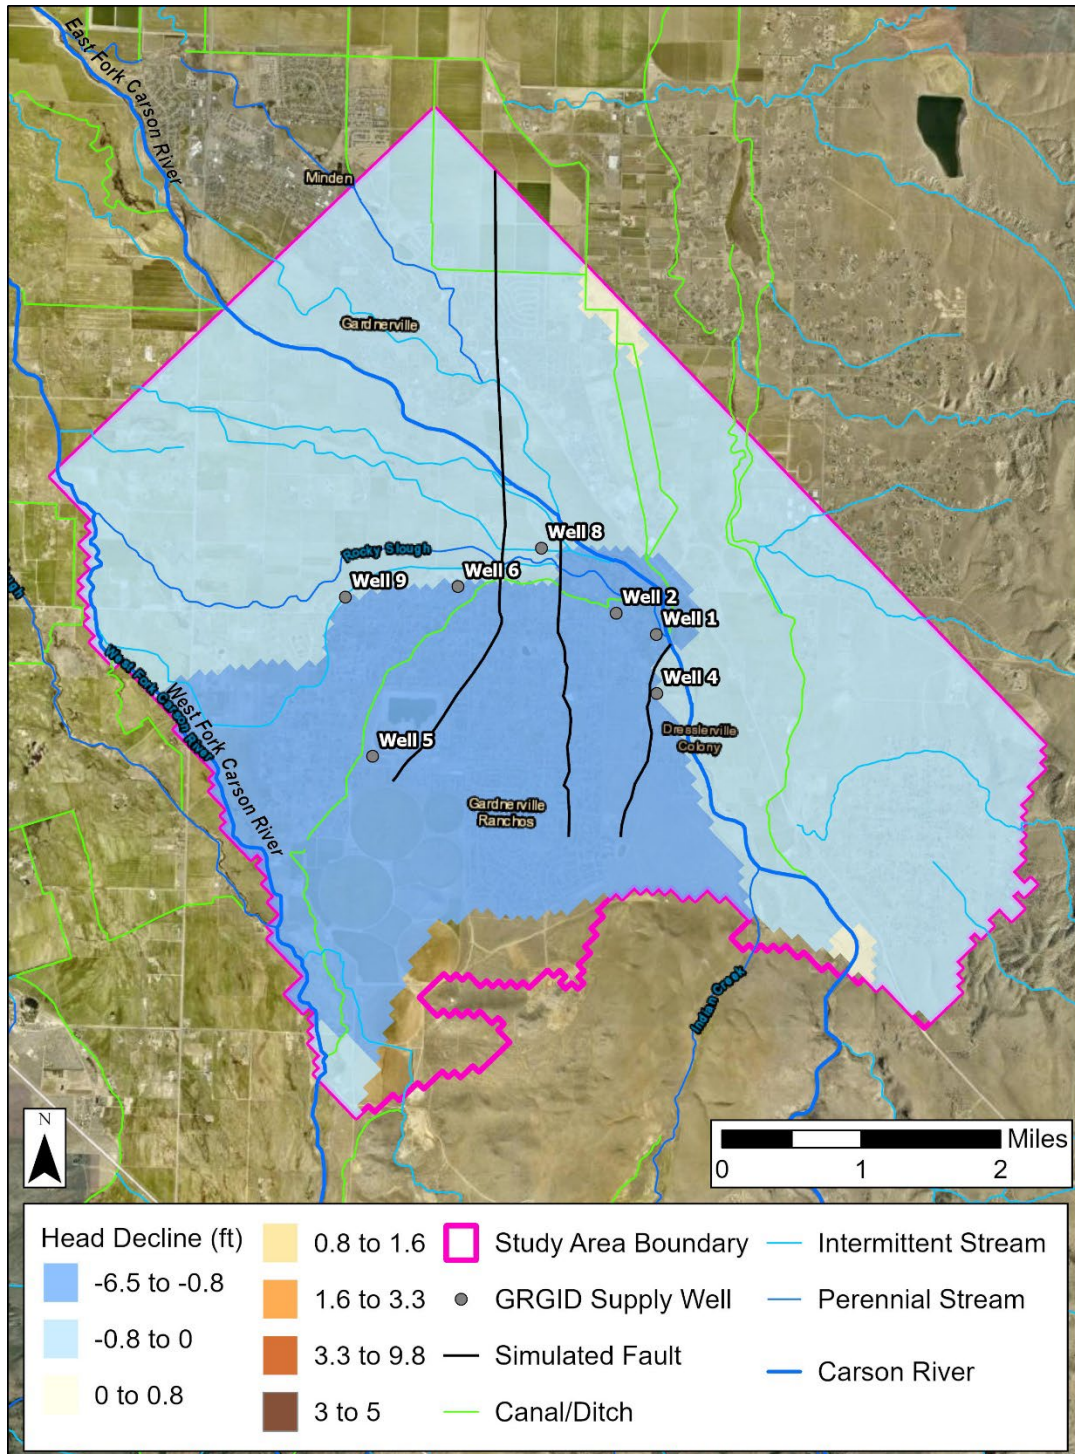 East Fork Carson River
Minden
Gardnerville
Well 8
Rocky Slough
Well 6
Well 9
Well 2
Well 1
West Fork Carson River
West Fork Carson River
Well 4
Dresslerville
Colony
Well 5
Gardnerville
Ranchos
Indian Creek
N
Miles
0 1 2
Head Decline (ft)
-6.5 to -0.8
-0.8 to 0
0 to 0.8
0.8 to 1.6
1.6 to 3.3
3.3 to 9.8
3 to 5
Study Area Boundary
GRGID Supply Well
Simulated Fault
Canal/Ditch
Intermittent Stream
Perennial Stream
Carson River